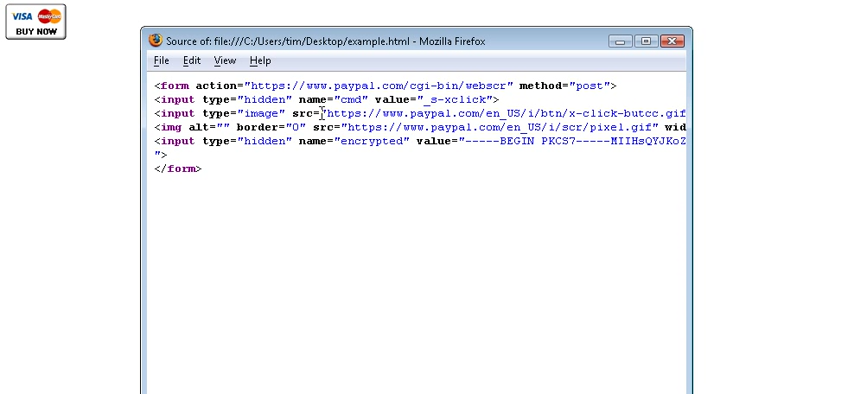 VISA MasterCard
BUY NOW
Source of: file:///C:/Users/tim/Desktop/example.html - Mozilla Firefox
File Edit View Help
<form action="https://www.paypal.com/cgi-bin/webscr" method="post">
<input type="hidden" name="cmd" value="_s-xclick">
<input type="image" src="https://www.paypal.com/en_US/i/btn/x-click-butcc.gif
<img alt="" border="0" src="https://www.paypal.com/en_US/i/scr/pixel.gif" wid
<input type="hidden" name="encrypted" value="-----BEGIN PKCS7-----MIIHsQYJKoZ
">
</form>